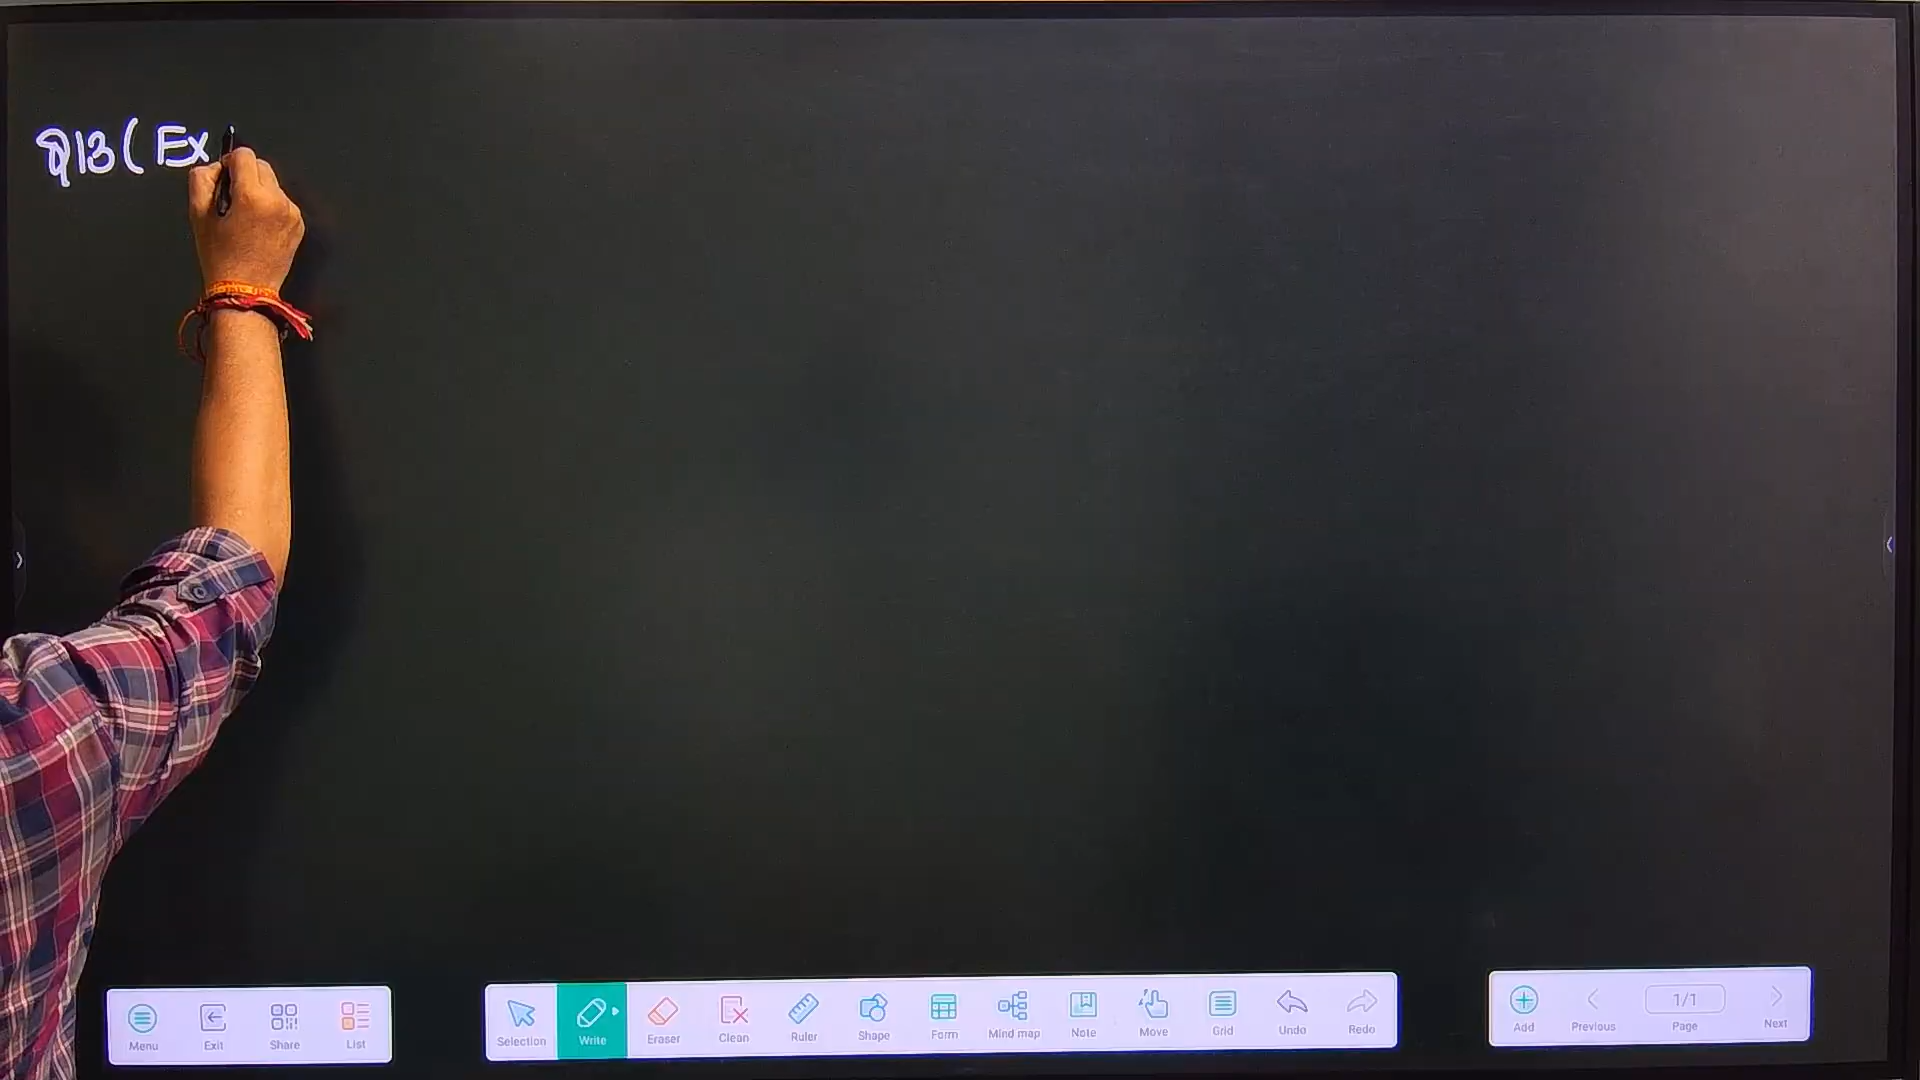 Q13 ( Ex
Menu Exit Share List
Selection Write Eraser Clean Ruler Shape Form Mind map Note Move Grid Undo Redo
Add Previous 1/1 Page Next